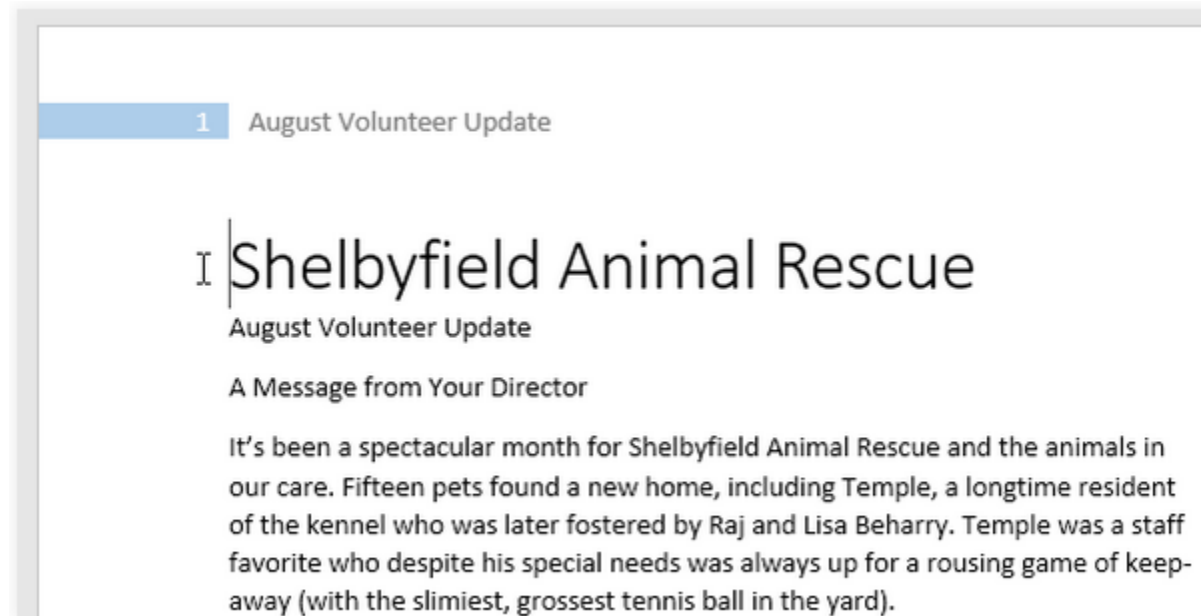 1 August Volunteer Update
Shelbyfield Animal Rescue
August Volunteer Update
A Message from Your Director
It’s been a spectacular month for Shelbyfield Animal Rescue and the animals in
our care. Fifteen pets found a new home, including Temple, a longtime resident
of the kennel who was later fostered by Raj and Lisa Beharry. Temple was a staff
favorite who despite his special needs was always up for a rousing game of keep-
away (with the slimiest, grossest tennis ball in the yard).